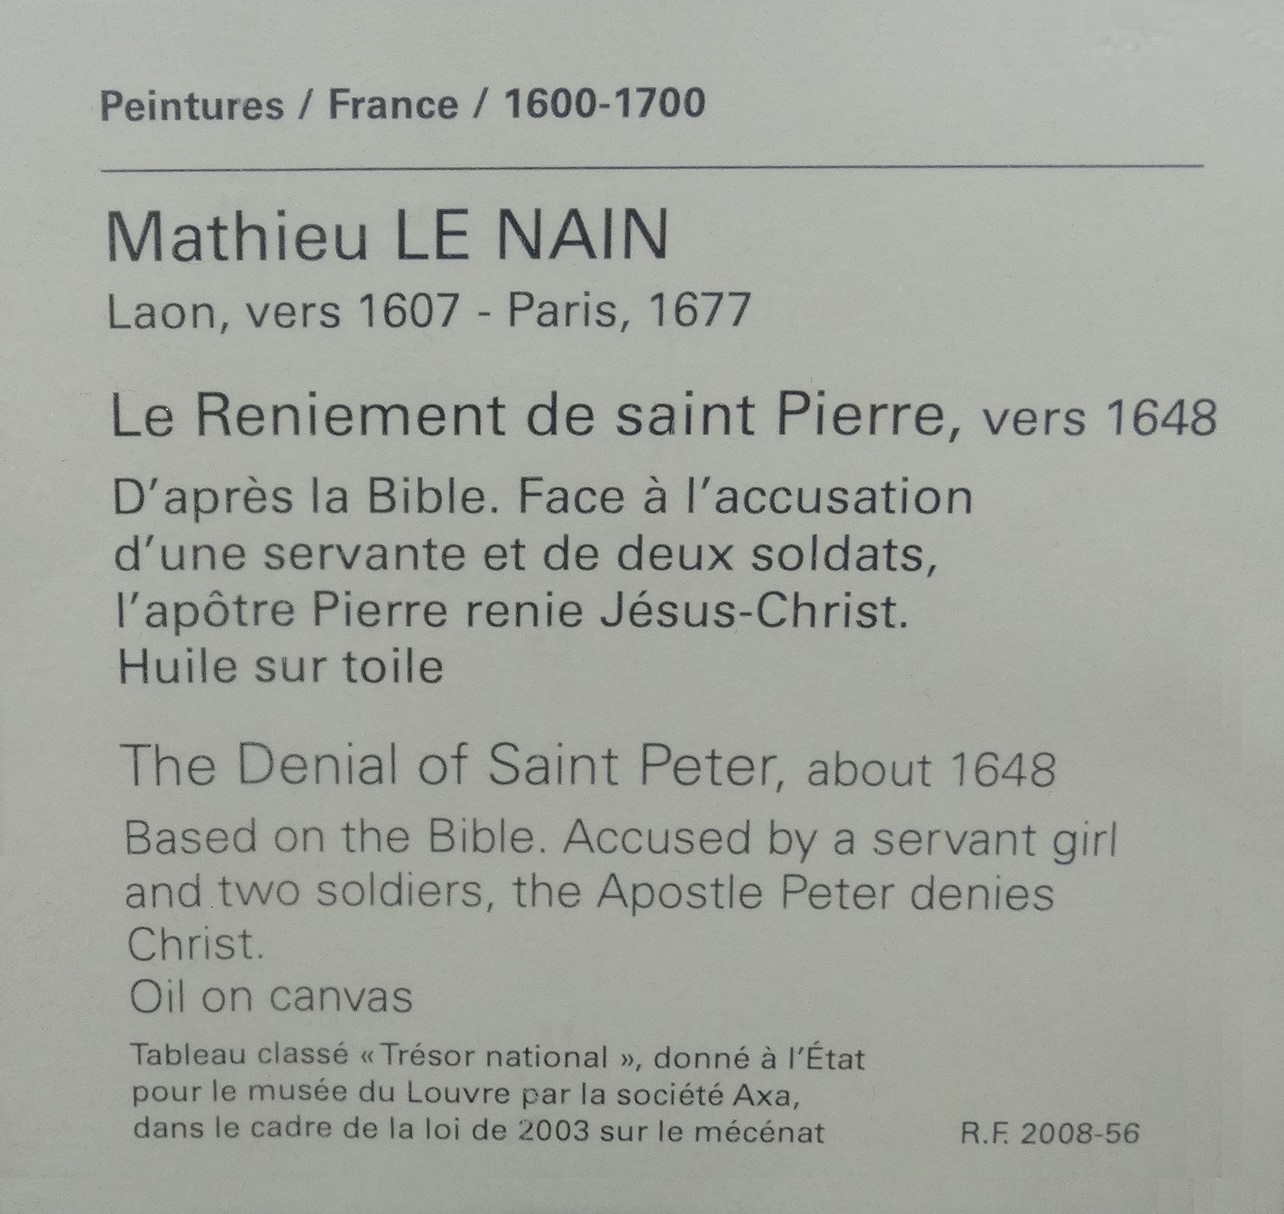 Peintures / France / 1600-1700
Mathieu LE NAIN
Laon, vers 1607 - Paris, 1677
Le Reniement de saint Pierre, vers 1648
D'après la Bible. Face à l'accusation
d'une servante et de deux soldats,
l'apôtre Pierre renie Jésus-Christ.
Huile sur toile
The Denial of Saint Peter, about 1648
Based on the Bible. Accused by a servant girl
and two soldiers, the Apostle Peter denies
Christ.
Oil on canvas
Tableau classé « Trésor national », donné à l'État
pour le musée du Louvre par la société Axa,
dans le cadre de la loi de 2003 sur le mécénat R.F. 2008-56